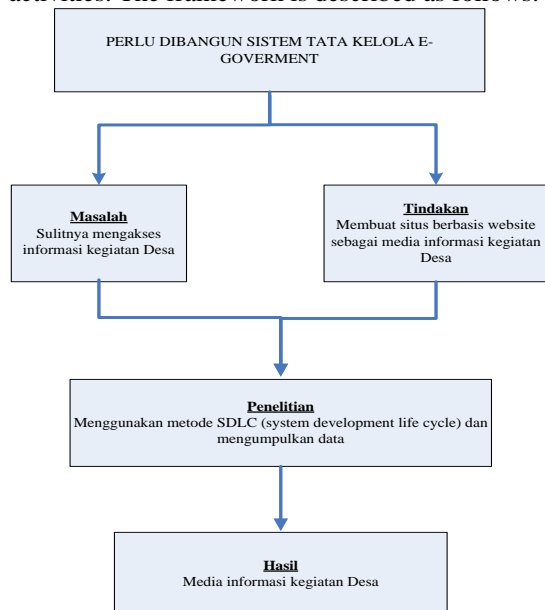 activities. The framework is described as follows:
PERLU DIBANGUN SISTEM TATA KELOLA E-
GOVERMENT
Masalah
Sulitnya mengakses
informasi kegiatan Desa
Tindakan
Membuat situs berbasis website
sebagai media informasi kegiatan
Desa
Penelitian
Menggunakan metode SDLC (system development life cycle) dan
mengumpulkan data
Hasil
Media informasi kegiatan Desa